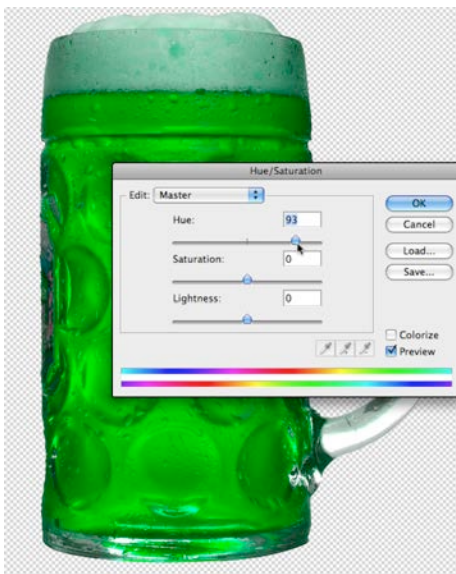 Hue/Saturation
Edit: Master
OK
Hue: 93
Cancel
Saturation: 0
Load...
Save...
Lightness: 0
Colorize
Preview